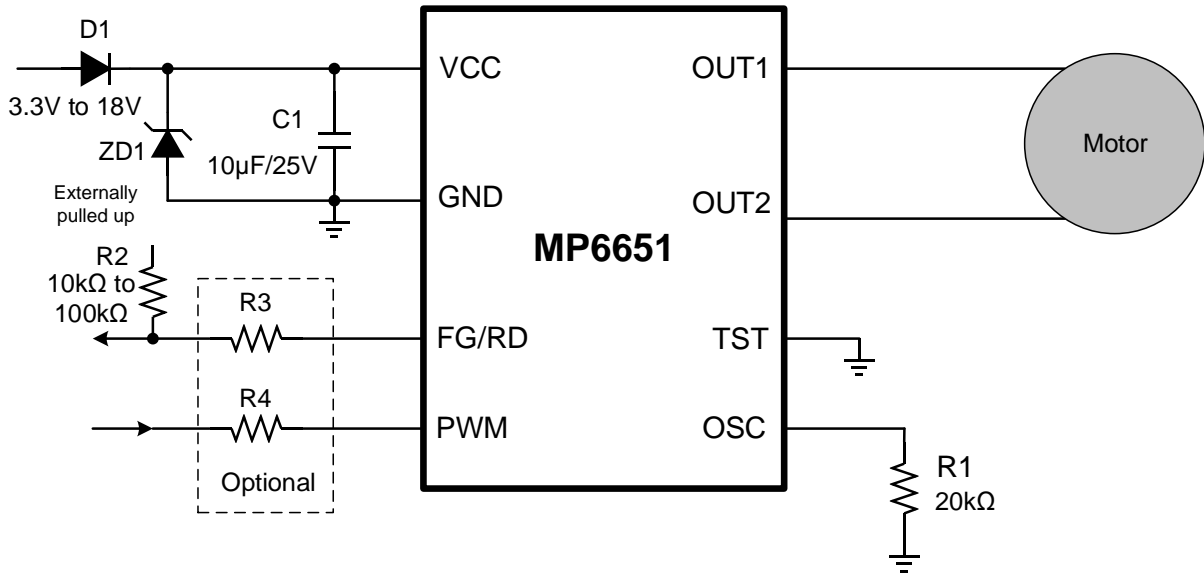 D1
3.3V to 18V
ZD1
C1
10µF/25V
Externally
pulled up
R2
10kΩ to
100kΩ
R3
R4
Optional
VCC
GND
FG/RD
PWM
MP6651
OUT1
OUT2
TST
OSC
Motor
R1
20kΩ